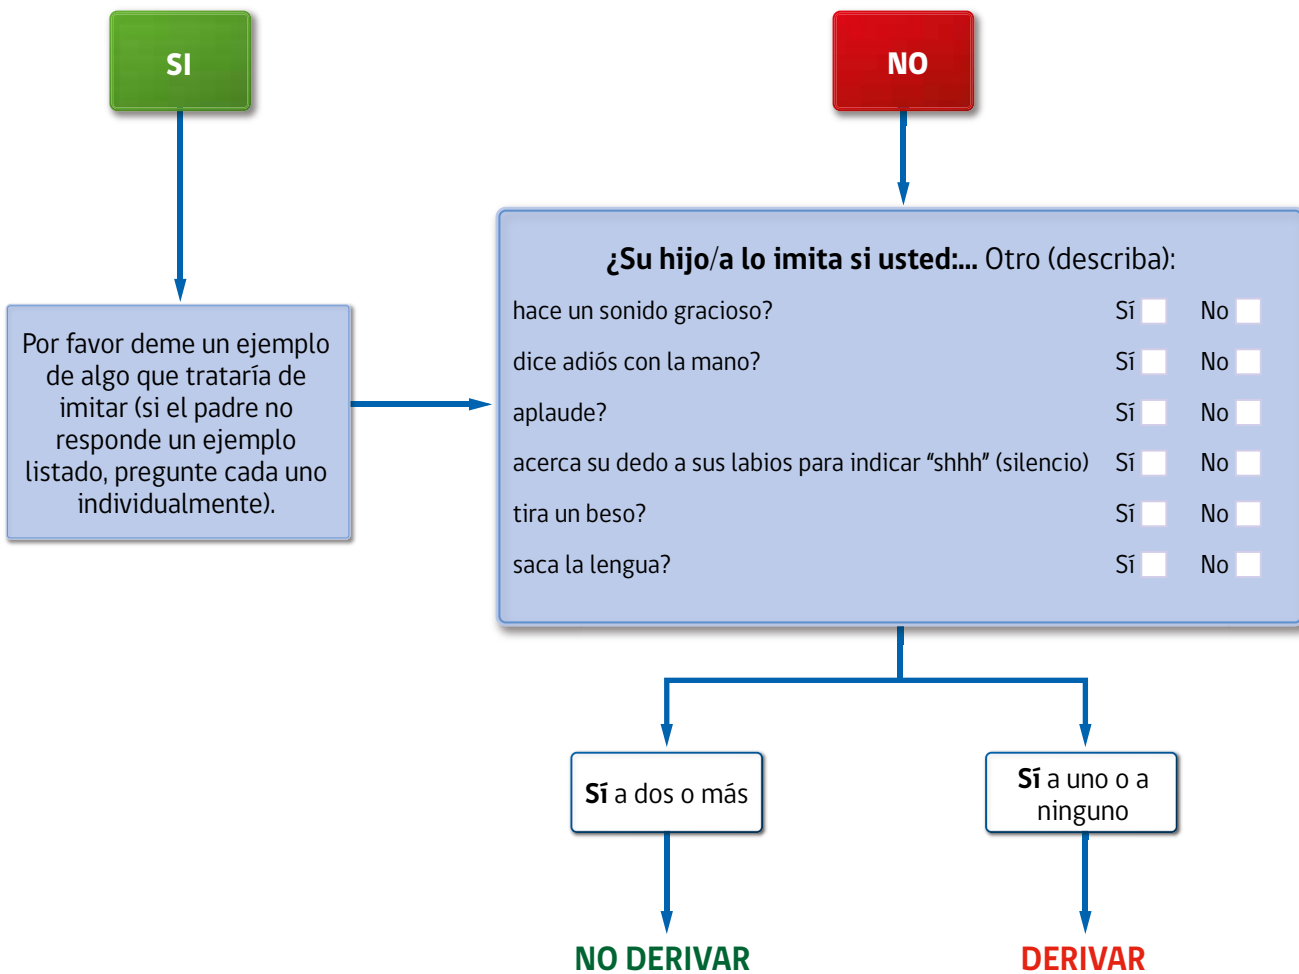 SI
NO
Por favor deme un ejemplo
de algo que trataría de
imitar (si el padre no
responde un ejemplo
listado, pregunte cada uno
individualmente).
¿Su hijo/a lo imita si usted:... Otro (describa):
hace un sonido gracioso? Sí No
dice adiós con la mano? Sí No
aplaude? Sí No
acerca su dedo a sus labios para indicar "shhh" (silencio) Sí No
tira un beso? Sí No
saca la lengua? Sí No
Sí a dos o más
Sí a uno o a
ninguno
NO DERIVAR
DERIVAR